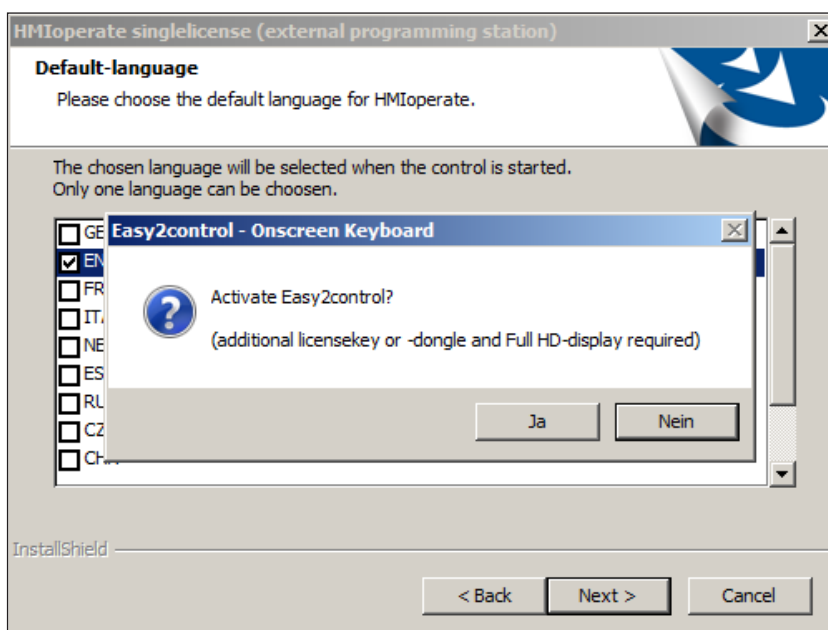 HMIoperate singlelicense (external programming station)
Default-language
Please choose the default language for HMIoperate.
The chosen language will be selected when the control is started.
Only one language can be choosen.
GE
Easy2control - Onscreen Keyboard
EN
FR
Activate Easy2control?
ITA
(additional licensekey or -dongle and Full HD-display required)
NE
ES
RU
Ja
Nein
CZ
InstallShield
< Back
Next >
Cancel